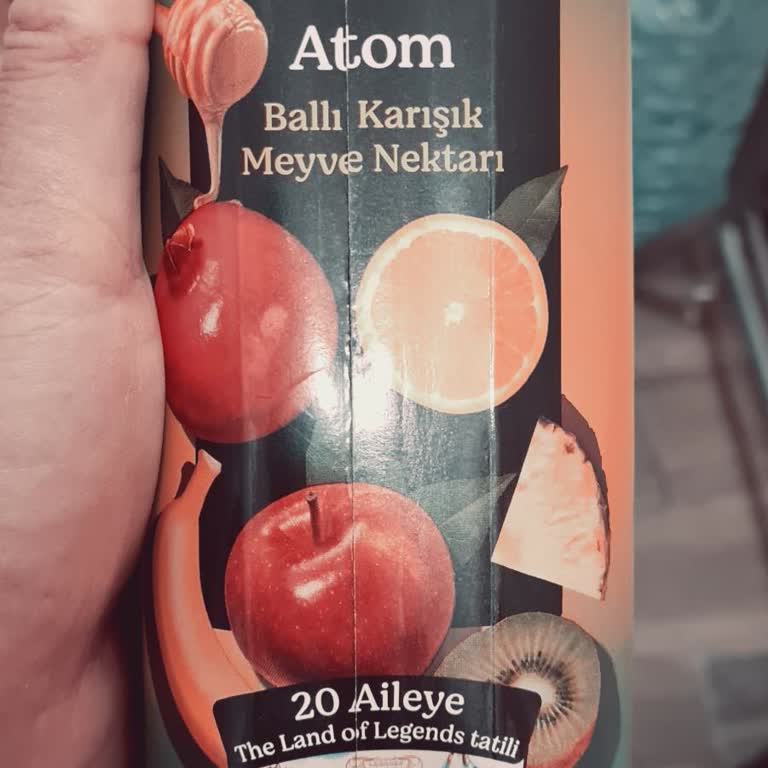 Atom
Ballı Karışık
Meyve Nektarı
20 Aileye
The Land of Legends tatili